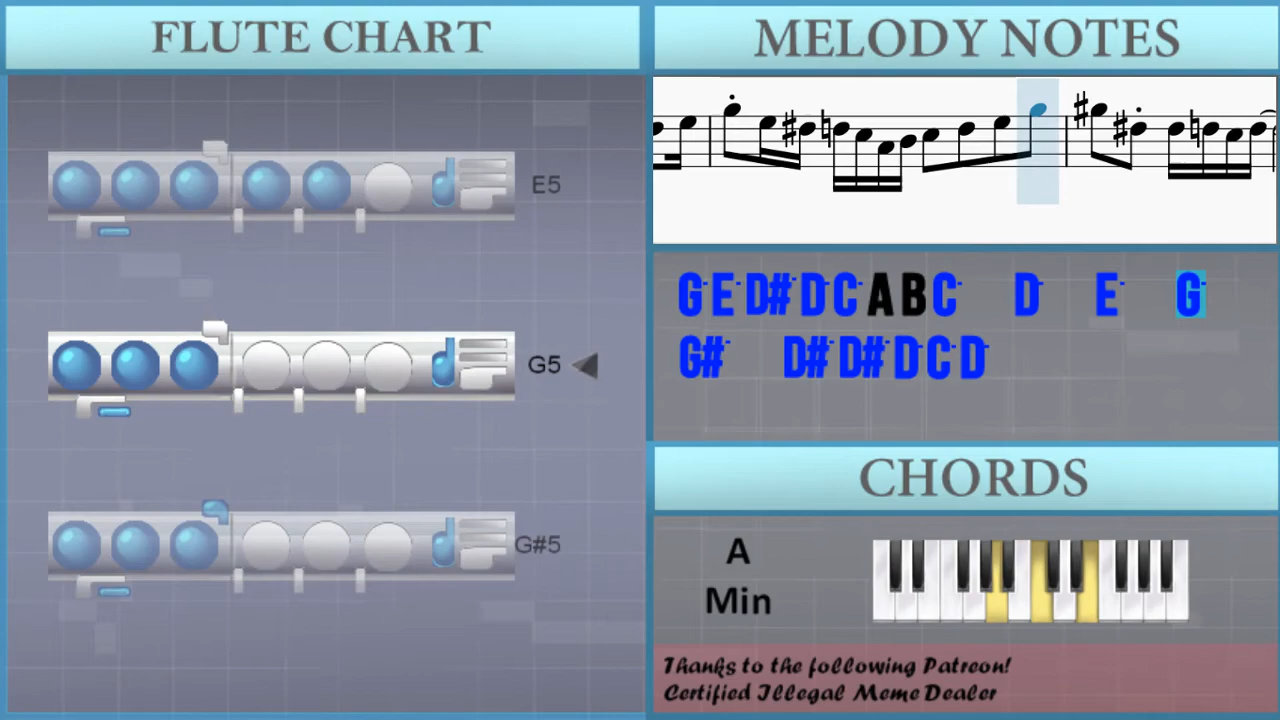 FLUTE CHART
E5
G5
G#5
MELODY NOTES
G E D# D C A B C D E G
G# D# D# D C D
CHORDS
A
Min
Thanks to the following Patreon!
Certified Illegal Meme Dealer